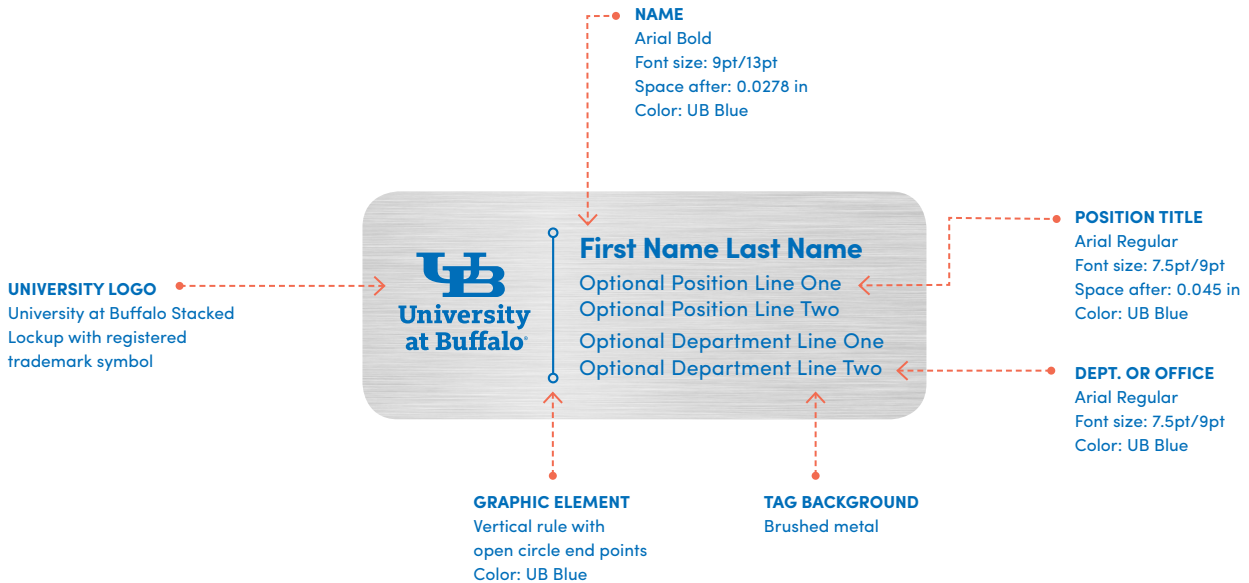 NAME
Arial Bold
Font size: 9pt/13pt
Space after: 0.0278 in
Color: UB Blue
UNIVERSITY LOGO
University at Buffalo Stacked
Lockup with registered
trademark symbol
UB
University
at Buffalo®
First Name Last Name
Optional Position Line One
Optional Position Line Two
Optional Department Line One
Optional Department Line Two
POSITION TITLE
Arial Regular
Font size: 7.5pt/9pt
Space after: 0.045 in
Color: UB Blue
DEPT. OR OFFICE
Arial Regular
Font size: 7.5pt/9pt
Color: UB Blue
GRAPHIC ELEMENT
Vertical rule with
open circle end points
Color: UB Blue
TAG BACKGROUND
Brushed metal